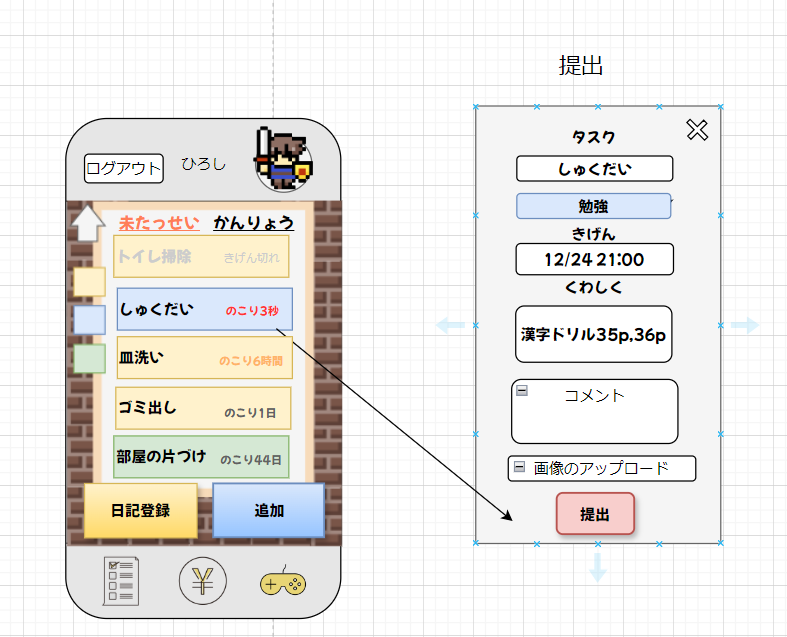 提出
ログアウト
ひろし
未たっせい かんりょう
トイレ掃除 きげん切れ
しゅくだい のこり3秒
皿洗い のこり6時間
ゴミ出し のこり1日
部屋の片づけ のこり44日
日記登録
追加
¥
タスク
しゅくだい
勉強
きげん
12/24 21:00
くわしく
漢字ドリル35p,36p
コメント
画像のアップロード
提出